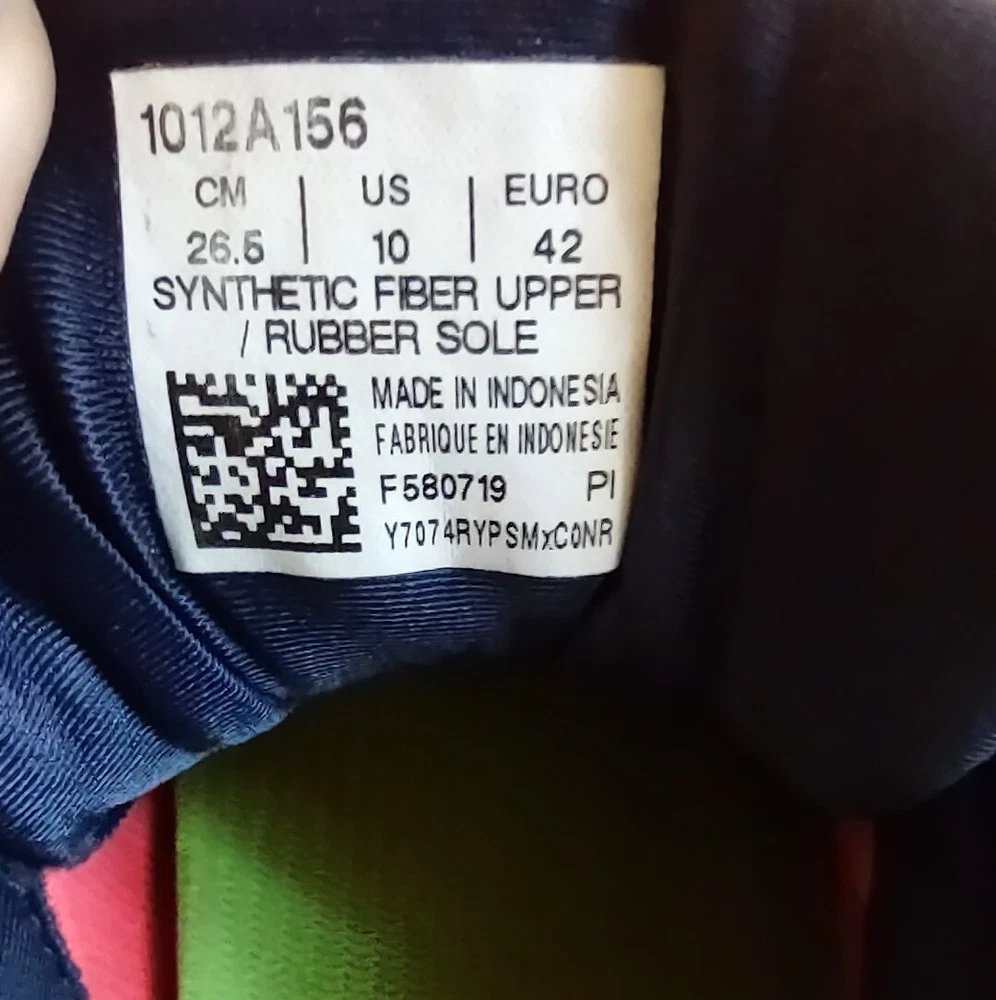 1012A156
CM | US | EURO
26.5 | 10 | 42
SYNTHETIC FIBER UPPER
/ RUBBER SOLE
MADE IN INDONESIA
FABRIQUE EN INDONESIE
F580719 PI
Y7074RYPSMxC0NR